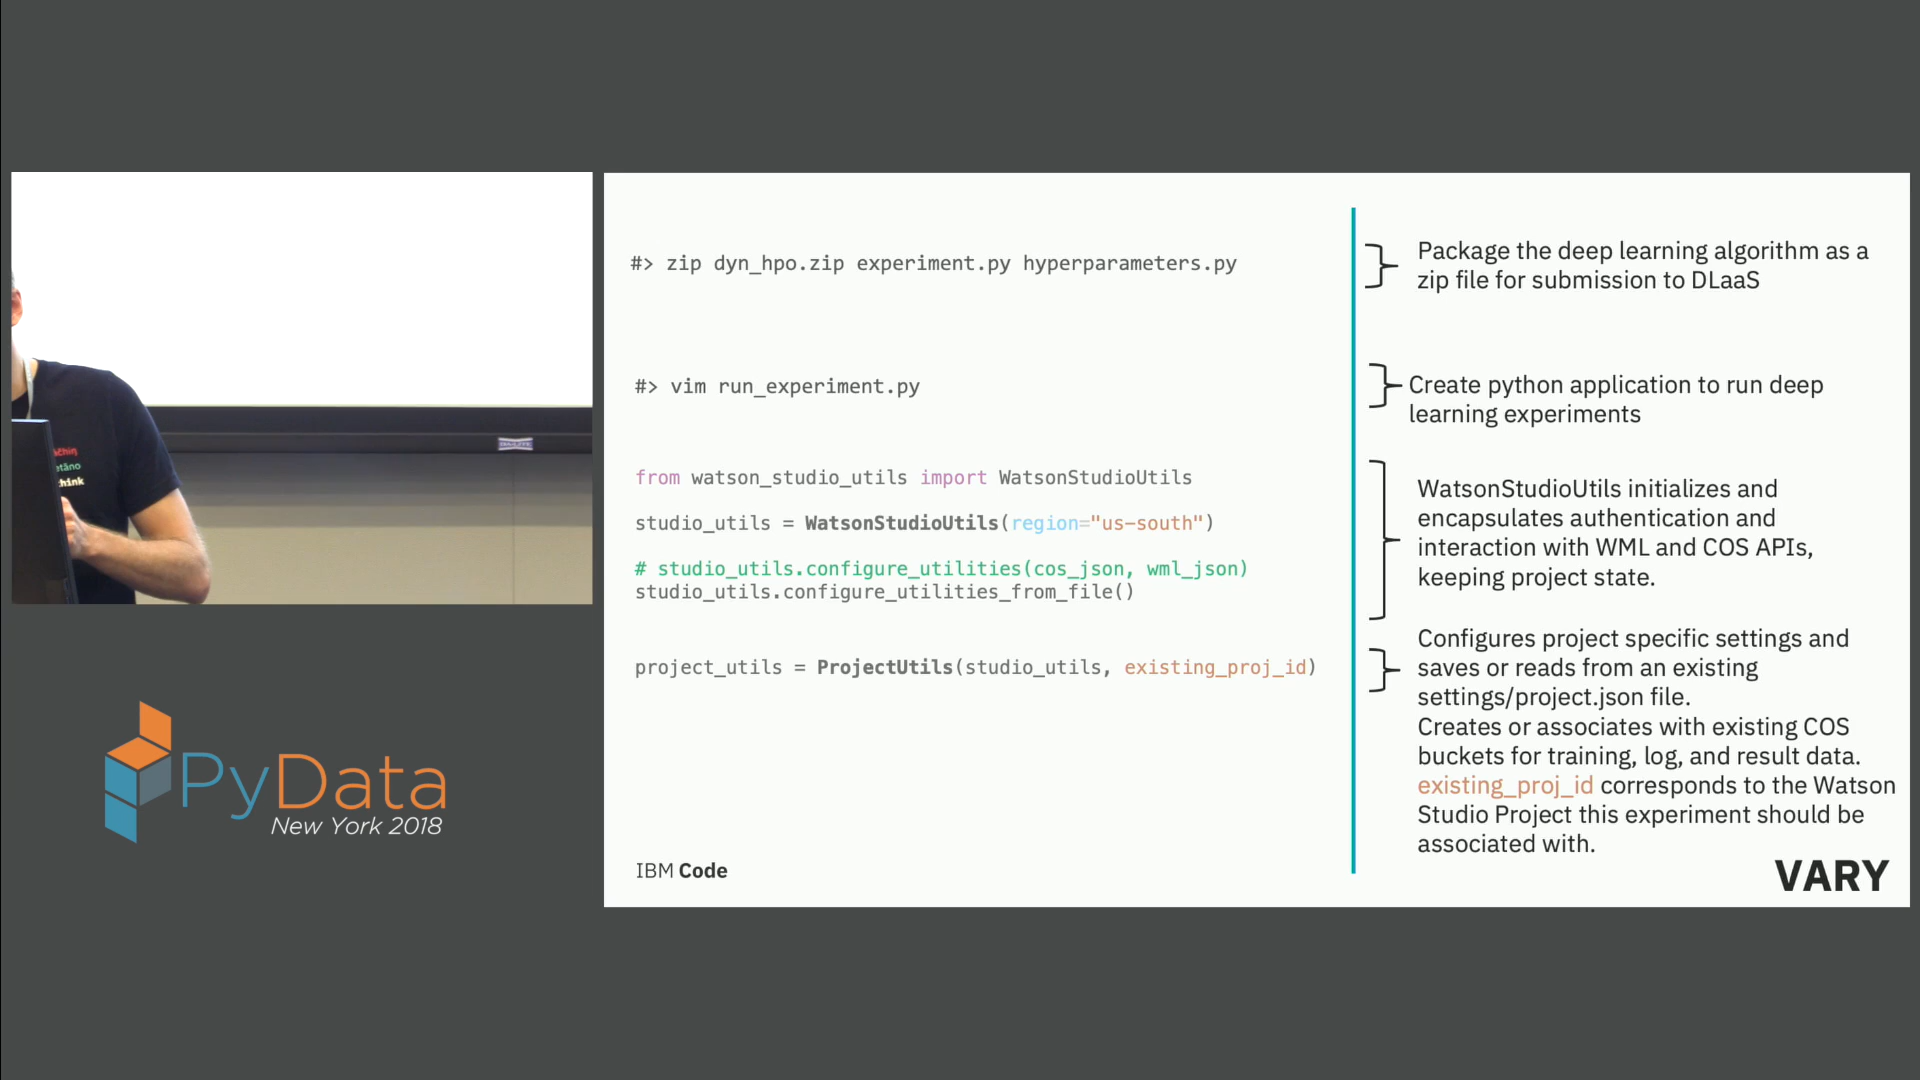 #> zip dyn_hpo.zip experiment.py hyperparameters.py
Package the deep learning algorithm as a
zip file for submission to DLaaS
#> vim run_experiment.py
Create python application to run deep
learning experiments
from watson_studio_utils import WatsonStudioUtils
studio_utils = WatsonStudioUtils(region="us-south")
# studio_utils.configure_utilities(cos_json, wml_json)
studio_utils.configure_utilities_from_file()
WatsonStudioUtils initializes and
encapsulates authentication and
interaction with WML and COS APIs,
keeping project state.
project_utils = ProjectUtils(studio_utils, existing_proj_id)
Configures project specific settings and
saves or reads from an existing
settings/project.json file.
Creates or associates with existing COS
buckets for training, log, and result data.
existing_proj_id corresponds to the Watson
Studio Project this experiment should be
associated with.
IBM Code
VARY
think
PyData
New York 2018